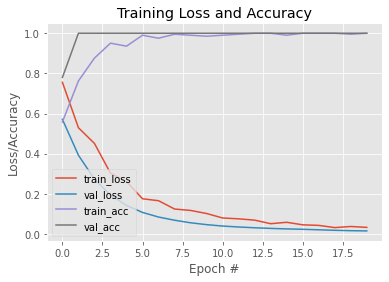 Training Loss and Accuracy
Loss/Accuracy
1.0
0.8
0.6
0.4
0.2
0.0
train_loss
val_loss
train_acc
val_acc
0.0 2.5 5.0 7.5 10.0 12.5 15.0 17.5
Epoch #